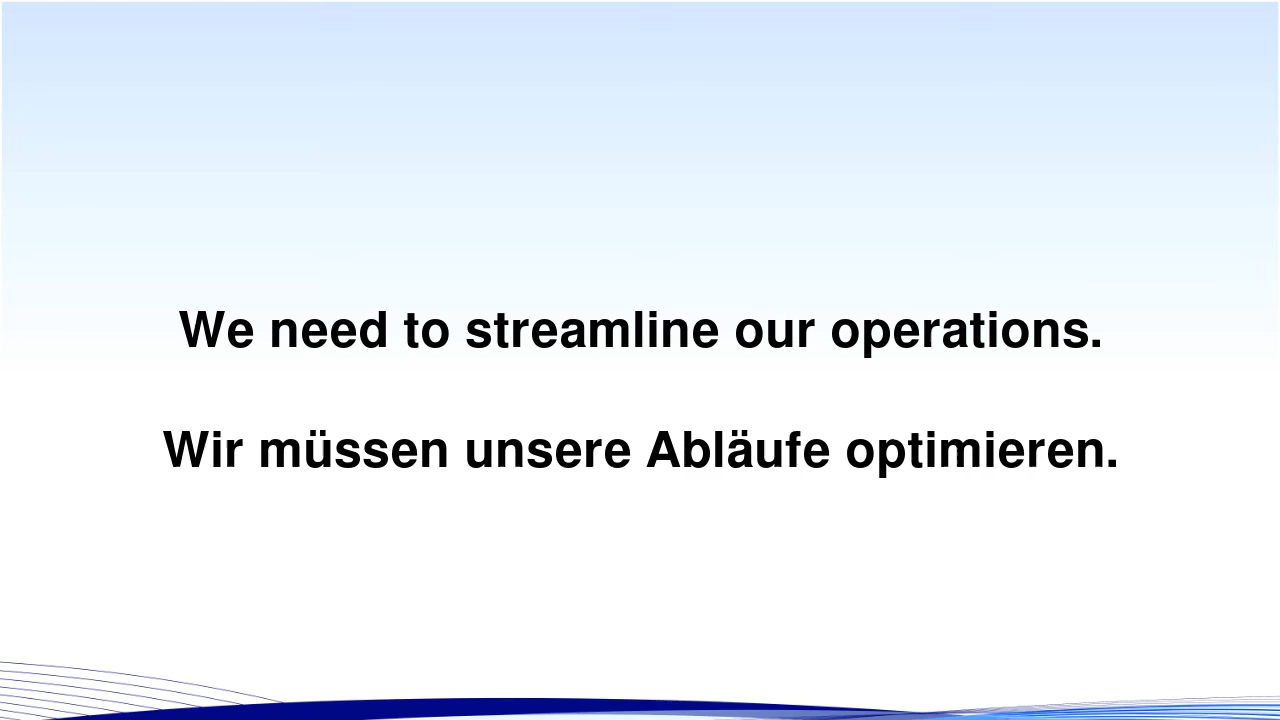 We need to streamline our operations.
Wir müssen unsere Abläufe optimieren.